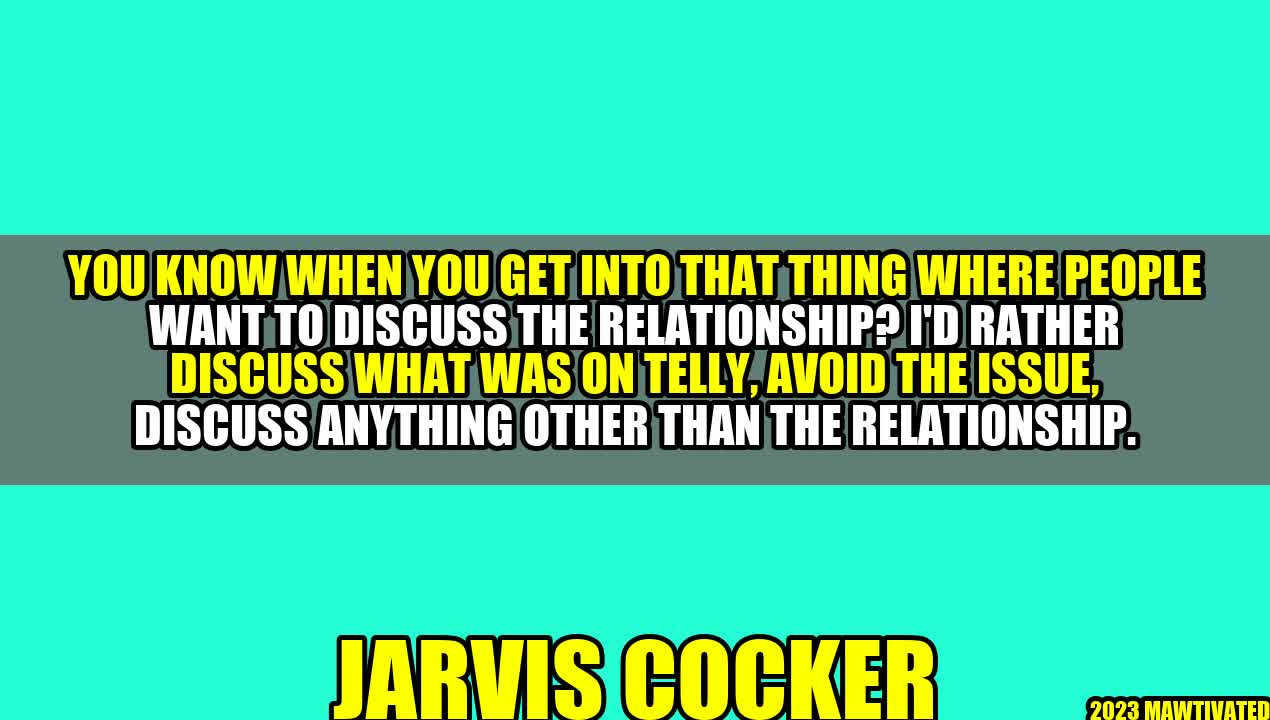 YOU KNOW WHEN YOU GET INTO THAT THING WHERE PEOPLE
WANT TO DISCUSS THE RELATIONSHIP? I'D RATHER
DISCUSS WHAT WAS ON TELLY, AVOID THE ISSUE,
DISCUSS ANYTHING OTHER THAN THE RELATIONSHIP.
JARVIS COCKER
2023 MAWTIVATED